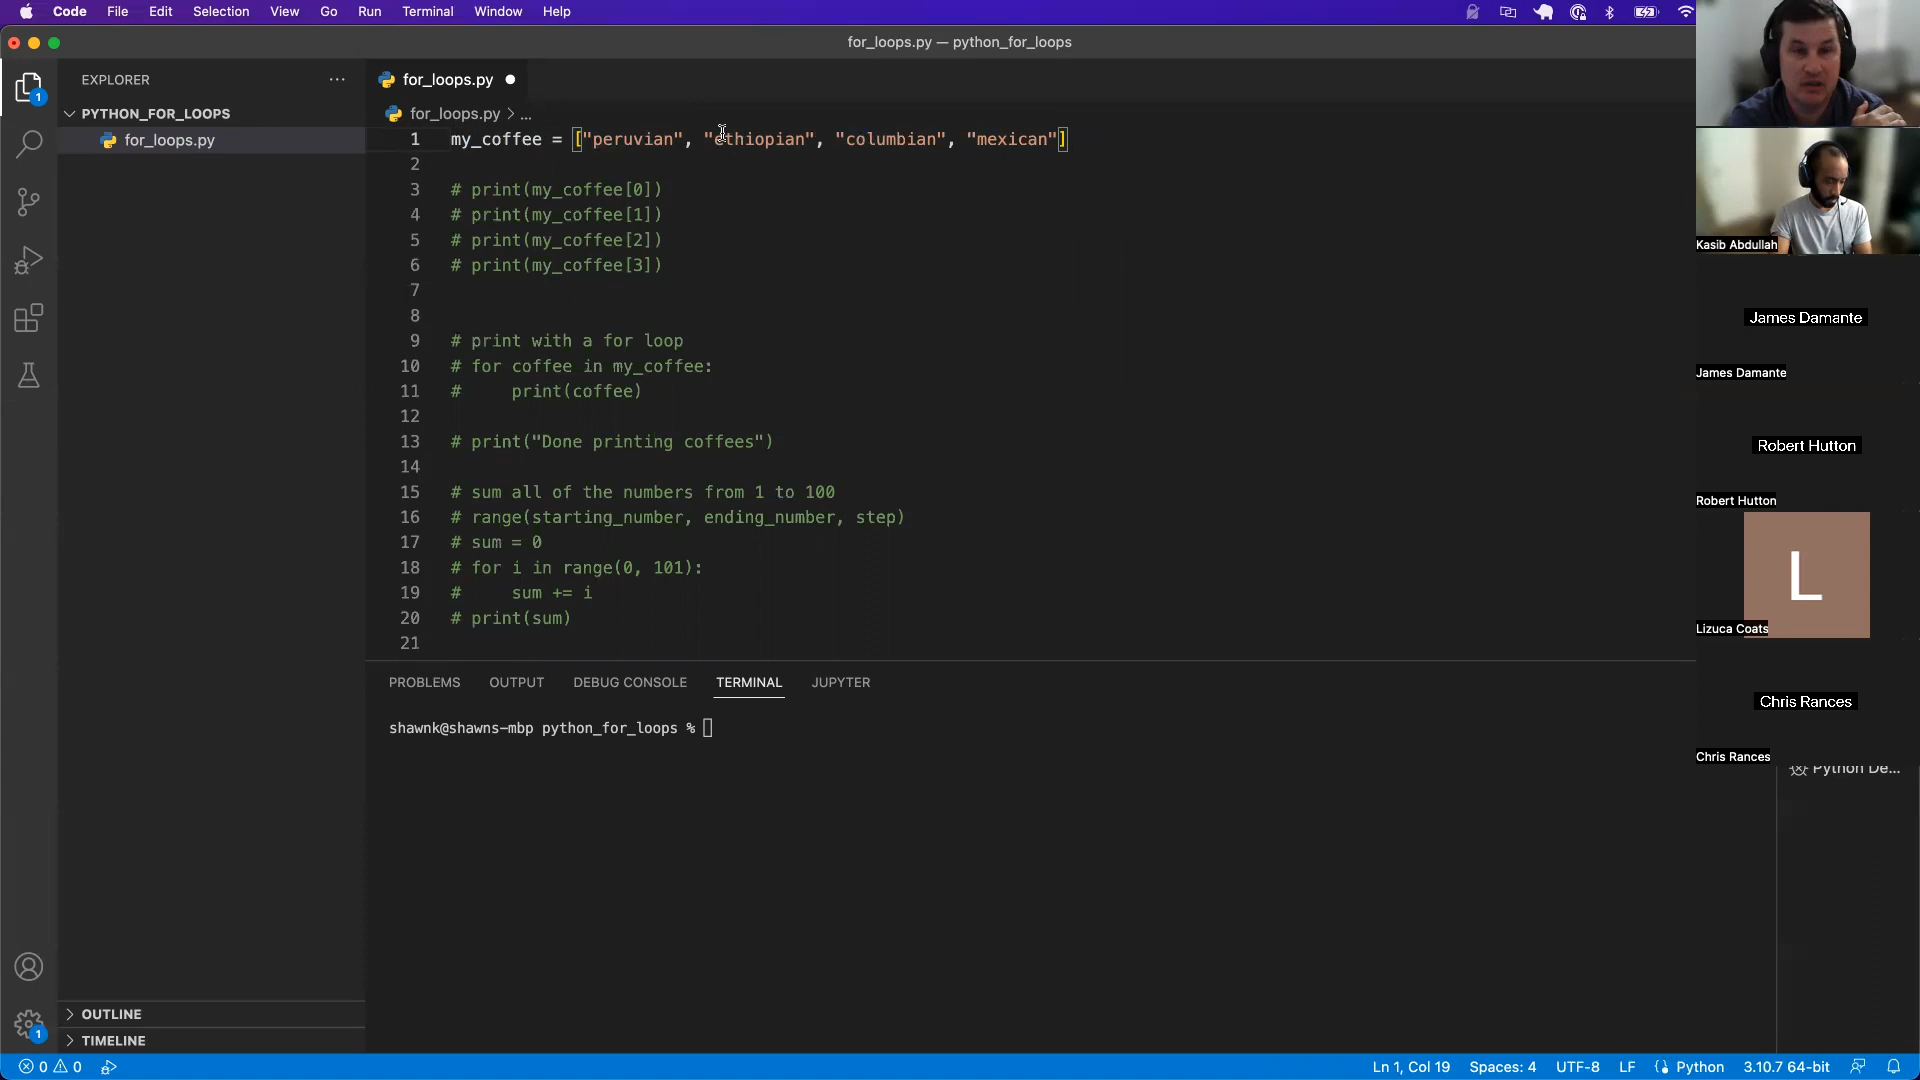 Code File Edit Selection View Go Run Terminal Window Help
for_loops.py — python_for_loops
EXPLORER
PYTHON_FOR_LOOPS
for_loops.py
1
for_loops.py
for_loops.py > ...
1 my_coffee = ["peruvian", "ethiopian", "columbian", "mexican"]
2
3 # print(my_coffee[0])
4 # print(my_coffee[1])
5 # print(my_coffee[2])
6 # print(my_coffee[3])
7
8
9 # print with a for loop
10 # for coffee in my_coffee:
11 #     print(coffee)
12
13 # print("Done printing coffees")
14
15 # sum all of the numbers from 1 to 100
16 # range(starting_number, ending_number, step)
17 # sum = 0
18 # for i in range(0, 101):
19 #     sum += i
20 # print(sum)
21
PROBLEMS OUTPUT DEBUG CONSOLE TERMINAL JUPYTER
shawnk@shawns-mbp python_for_loops %
Kasib Abdullah
James Damante
James Damante
Robert Hutton
Robert Hutton
L
Lizuca Coats
Chris Rances
Chris Rances
Python De...
OUTLINE
1
TIMELINE
0 0 Ln 1, Col 19 Spaces: 4 UTF-8 LF Python 3.10.7 64-bit